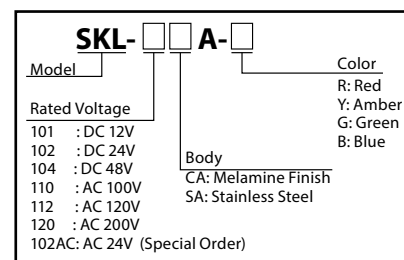 SKL-□□A-□
Model
Color
R: Red
Y: Amber
G: Green
B: Blue
Rated Voltage
101 : DC 12V
102 : DC 24V
104 : DC 48V
110 : AC 100V
112 : AC 120V
120 : AC 200V
102AC: AC 24V (Special Order)
Body
CA: Melamine Finish
SA: Stainless Steel